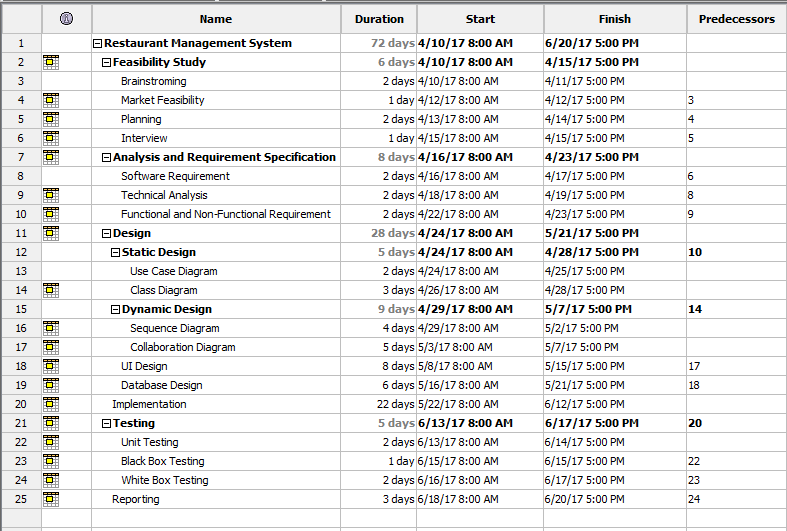 Name Duration Start Finish Predecessors
1 Restaurant Management System 72 days 4/10/17 8:00 AM 6/20/17 5:00 PM
2 Feasibility Study 6 days 4/10/17 8:00 AM 4/15/17 5:00 PM
3 Brainstroming 2 days 4/10/17 8:00 AM 4/11/17 5:00 PM
4 Market Feasibility 1 day 4/12/17 8:00 AM 4/12/17 5:00 PM 3
5 Planning 2 days 4/13/17 8:00 AM 4/14/17 5:00 PM 4
6 Interview 1 day 4/15/17 8:00 AM 4/15/17 5:00 PM 5
7 Analysis and Requirement Specification 8 days 4/16/17 8:00 AM 4/23/17 5:00 PM
8 Software Requirement 2 days 4/16/17 8:00 AM 4/17/17 5:00 PM 6
9 Technical Analysis 2 days 4/18/17 8:00 AM 4/19/17 5:00 PM 8
10 Functional and Non-Functional Requirement 2 days 4/22/17 8:00 AM 4/23/17 5:00 PM 9
11 Design 28 days 4/24/17 8:00 AM 5/21/17 5:00 PM
12 Static Design 5 days 4/24/17 8:00 AM 4/28/17 5:00 PM 10
13 Use Case Diagram 2 days 4/24/17 8:00 AM 4/25/17 5:00 PM
14 Class Diagram 3 days 4/26/17 8:00 AM 4/28/17 5:00 PM
15 Dynamic Design 9 days 4/29/17 8:00 AM 5/7/17 5:00 PM 14
16 Sequence Diagram 4 days 4/29/17 8:00 AM 5/2/17 5:00 PM
17 Collaboration Diagram 5 days 5/3/17 8:00 AM 5/7/17 5:00 PM
18 UI Design 8 days 5/8/17 8:00 AM 5/15/17 5:00 PM 17
19 Database Design 6 days 5/16/17 8:00 AM 5/21/17 5:00 PM 18
20 Implementation 22 days 5/22/17 8:00 AM 6/12/17 5:00 PM
21 Testing 5 days 6/13/17 8:00 AM 6/17/17 5:00 PM 20
22 Unit Testing 2 days 6/13/17 8:00 AM 6/14/17 5:00 PM
23 Black Box Testing 1 day 6/15/17 8:00 AM 6/15/17 5:00 PM 22
24 White Box Testing 2 days 6/16/17 8:00 AM 6/17/17 5:00 PM 23
25 Reporting 3 days 6/18/17 8:00 AM 6/20/17 5:00 PM 24